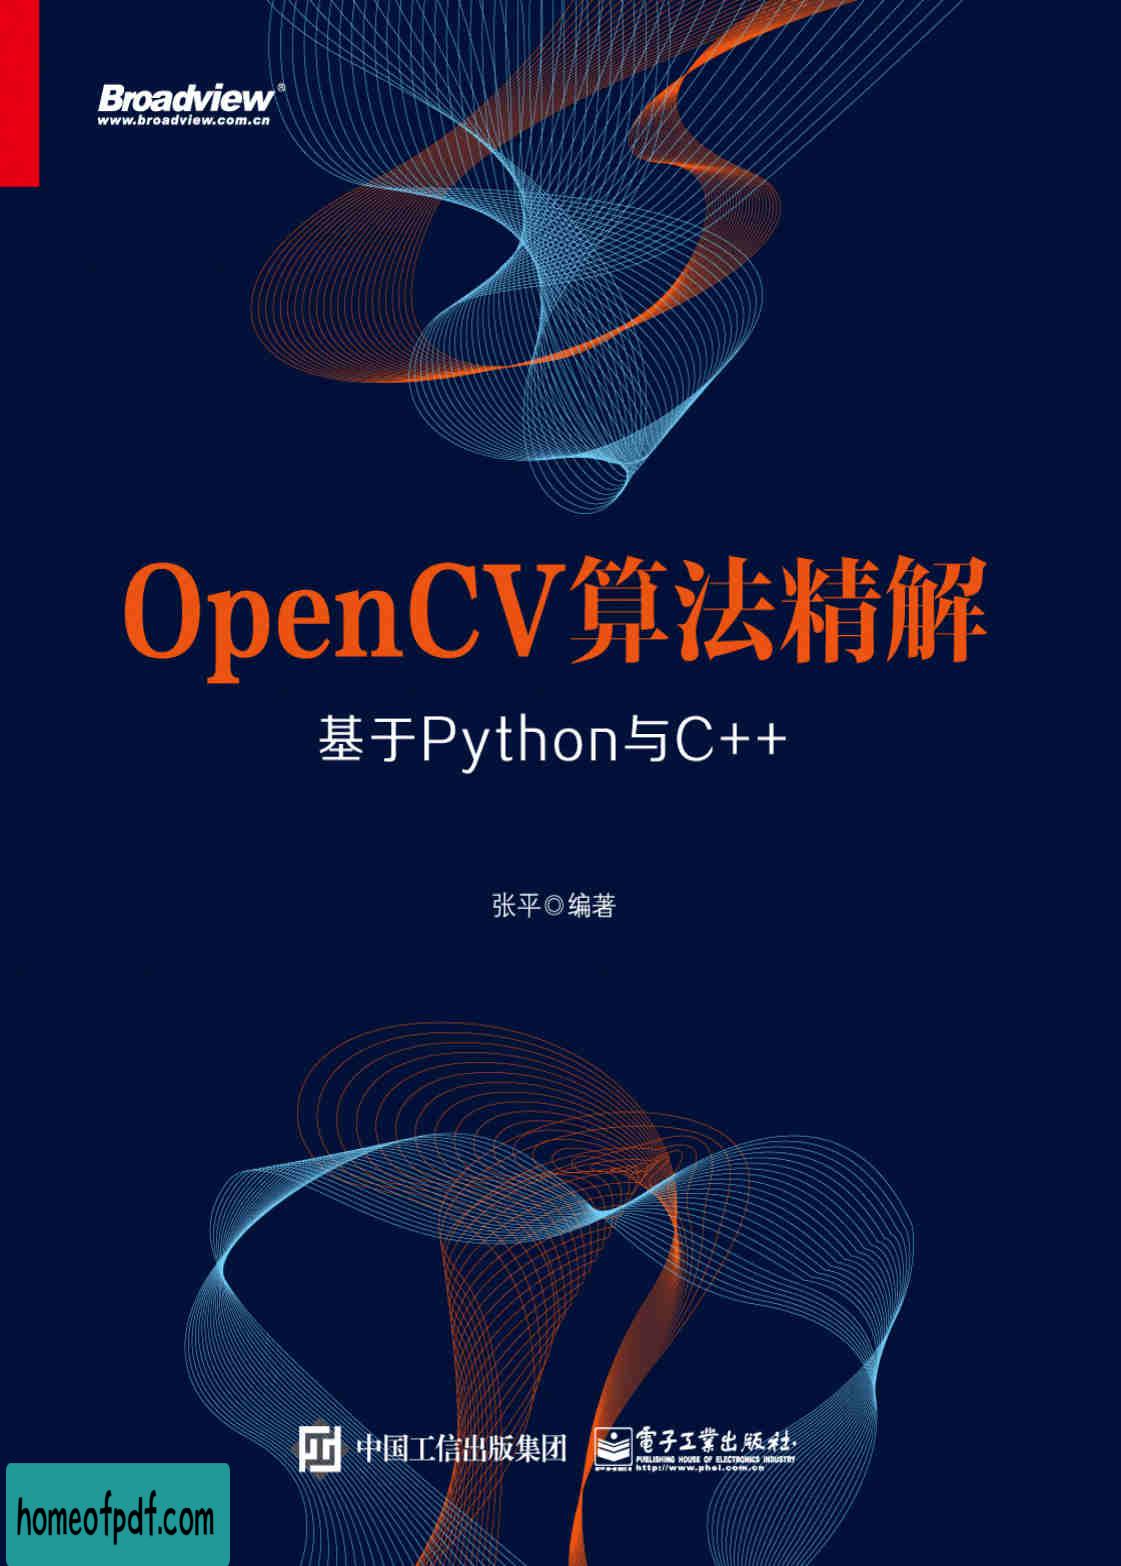 Broadview®
www.broadview.com.cn
OpenCV算法精解
基于Python与C++
张平◎编著
中国工信出版集团
電子工業出版社·
PUBLISHING HOUSE OF ELECTRONICS INDUSTRY
PHEI http://www.phei.com.cn
homeofpdf.com